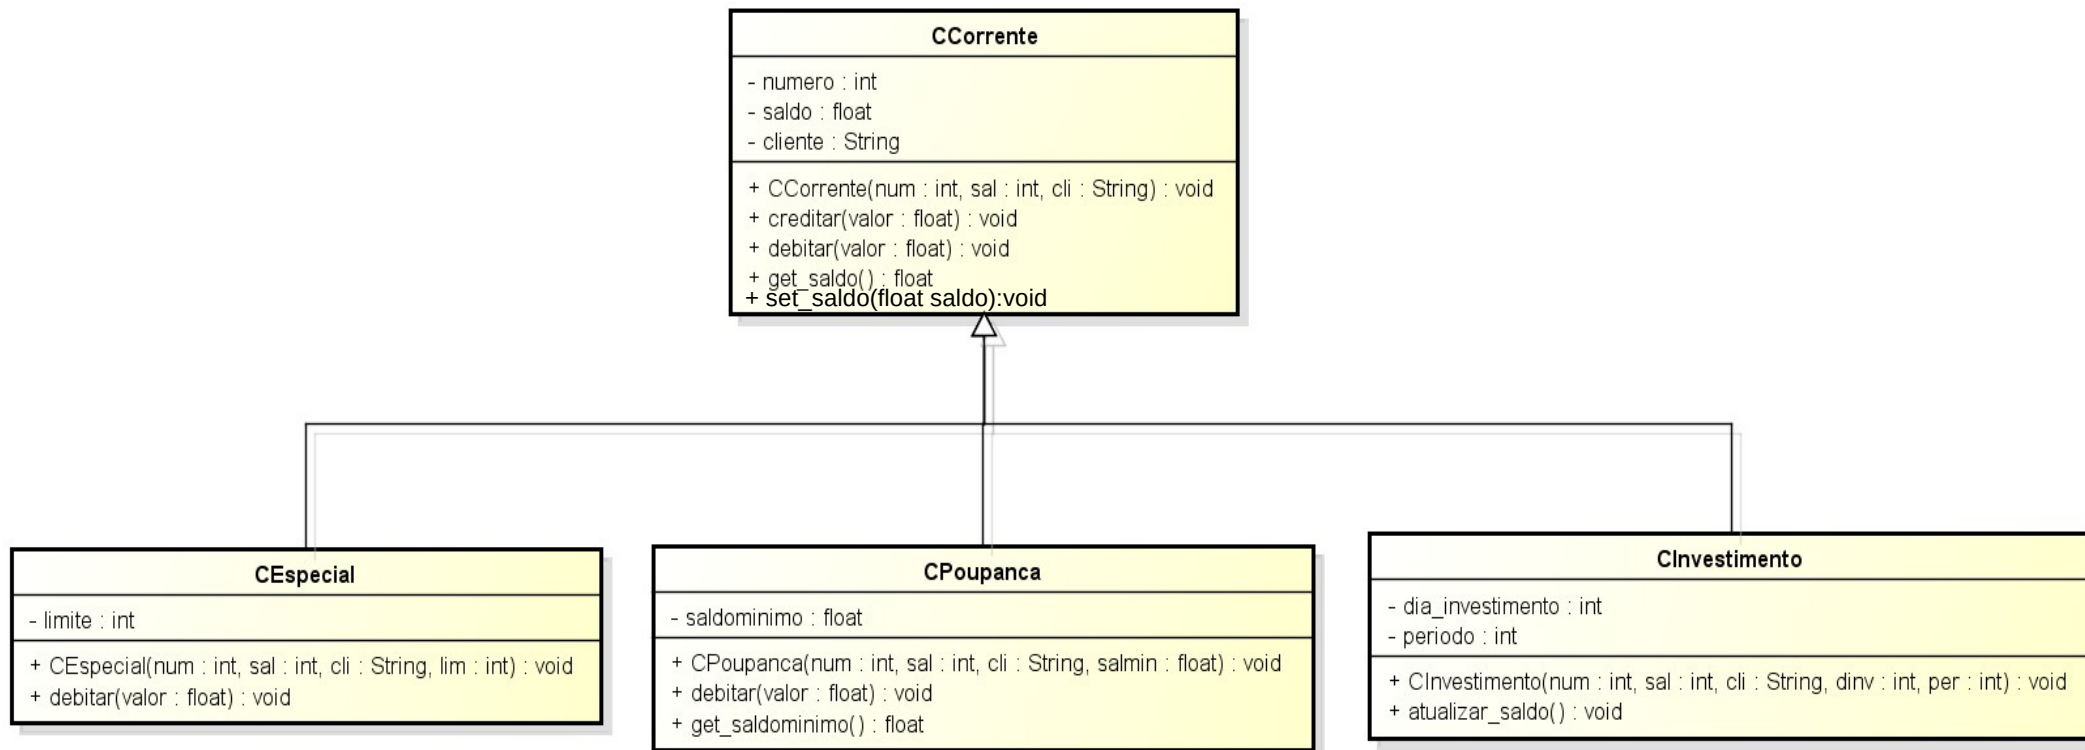 CCorrente
- numero : int
- saldo : float
- cliente : String
+ CCorrente(num : int, sal : int, cli : String) : void
+ creditar(valor : float) : void
+ debitar(valor : float) : void
+ get_saldo() : float
+ set_saldo(float saldo):void
CEspecial
- limite : int
+ CEspecial(num : int, sal : int, cli : String, lim : int) : void
+ debitar(valor : float) : void
CPoupanca
- saldominimo : float
+ CPoupanca(num : int, sal : int, cli : String, salmin : float) : void
+ debitar(valor : float) : void
+ get_saldominimo() : float
CInvestimento
- dia_investimento : int
- periodo : int
+ CInvestimento(num : int, sal : int, cli : String, dinv : int, per : int) : void
+ atualizar_saldo() : void